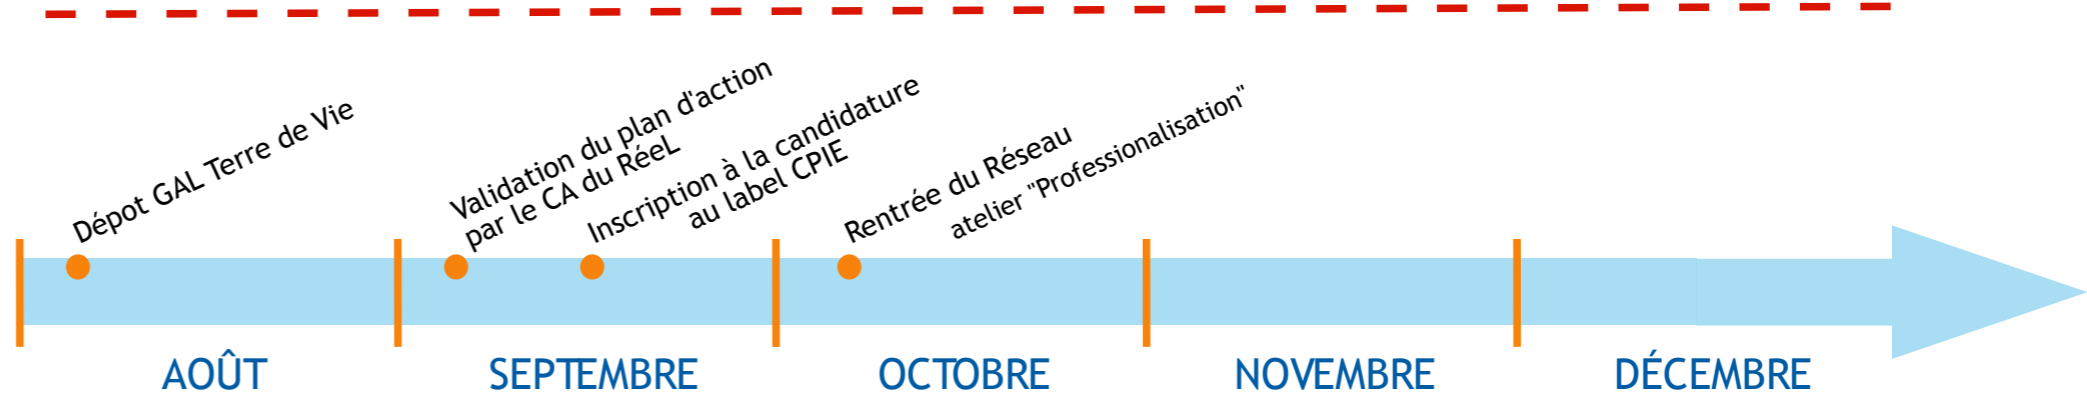 Dépot GAL Terre de Vie
Validation du plan d'action
par le CA du RéeL
Inscription à la candidature
au label CPIE
Rentrée du Réseau
atelier "Professionalisation"
AOÛT
SEPTEMBRE
OCTOBRE
NOVEMBRE
DÉCEMBRE